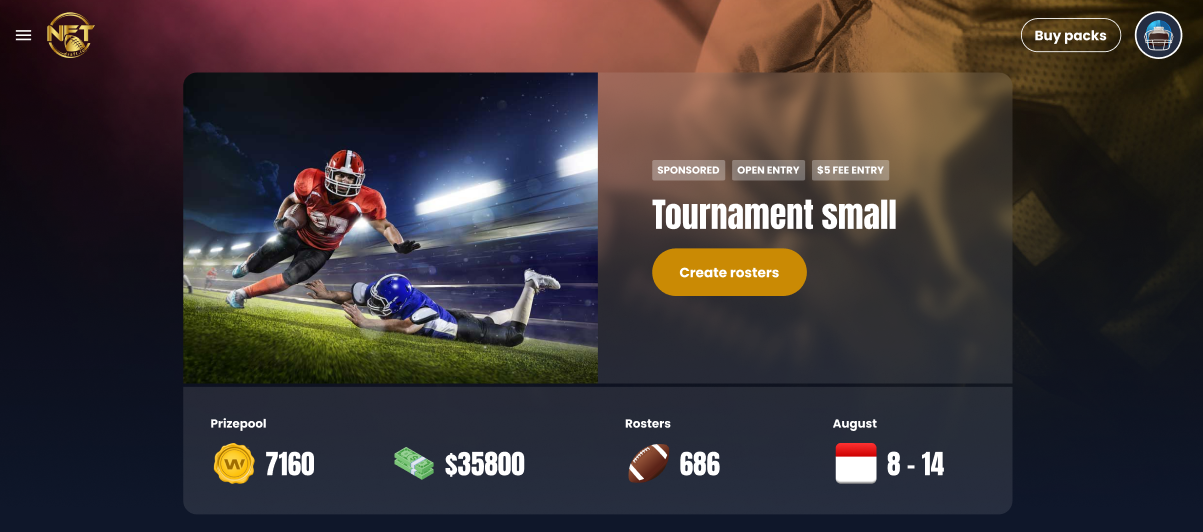 NFT
Buy packs
SPONSORED OPEN ENTRY $5 FEE ENTRY
Tournament small
Create rosters
Prizepool
7160
$35800
Rosters
686
August
8 - 14
37
W